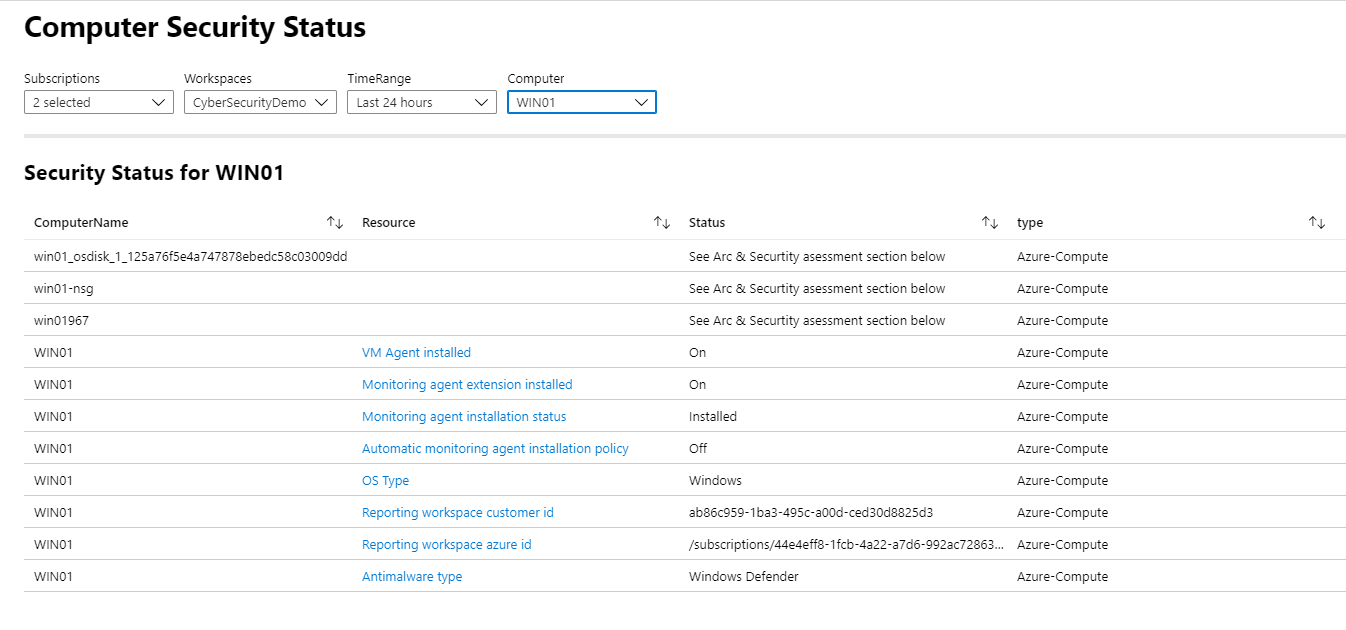 Computer Security Status
Subscriptions Workspaces TimeRange Computer
2 selected CyberSecurityDemo Last 24 hours WIN01
Security Status for WIN01
ComputerName Resource Status type
win01_osdisk_1_125a76f5e4a747878ebedc58c03009dd See Arc & Securtity asessment section below Azure-Compute
win01-nsg See Arc & Securtity asessment section below Azure-Compute
win01967 See Arc & Securtity asessment section below Azure-Compute
WIN01 VM Agent installed On Azure-Compute
WIN01 Monitoring agent extension installed On Azure-Compute
WIN01 Monitoring agent installation status Installed Azure-Compute
WIN01 Automatic monitoring agent installation policy Off Azure-Compute
WIN01 OS Type Windows Azure-Compute
WIN01 Reporting workspace customer id ab86c959-1ba3-495c-a00d-ced30d8825d3 Azure-Compute
WIN01 Reporting workspace azure id /subscriptions/44e4eff8-1fcb-4a22-a7d6-992ac72863... Azure-Compute
WIN01 Antimalware type Windows Defender Azure-Compute